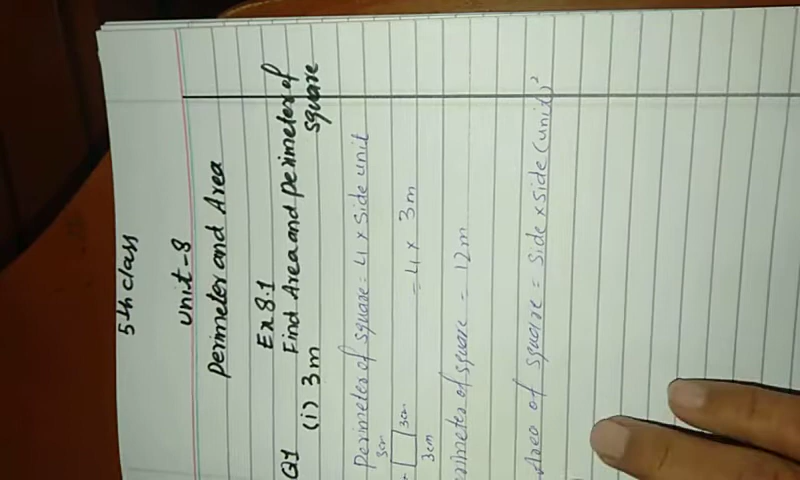 5th class
Unit-8
Perimeter and Area
Ex 8.1
Q1 Find Area and Perimeter of
square
(i) 3m
Perimeter of square = 4 x Side unit
3cm
3cm
3cm
= 4 x 3m
rimeter of square = 12m
Area of square = Side x side (unit)²